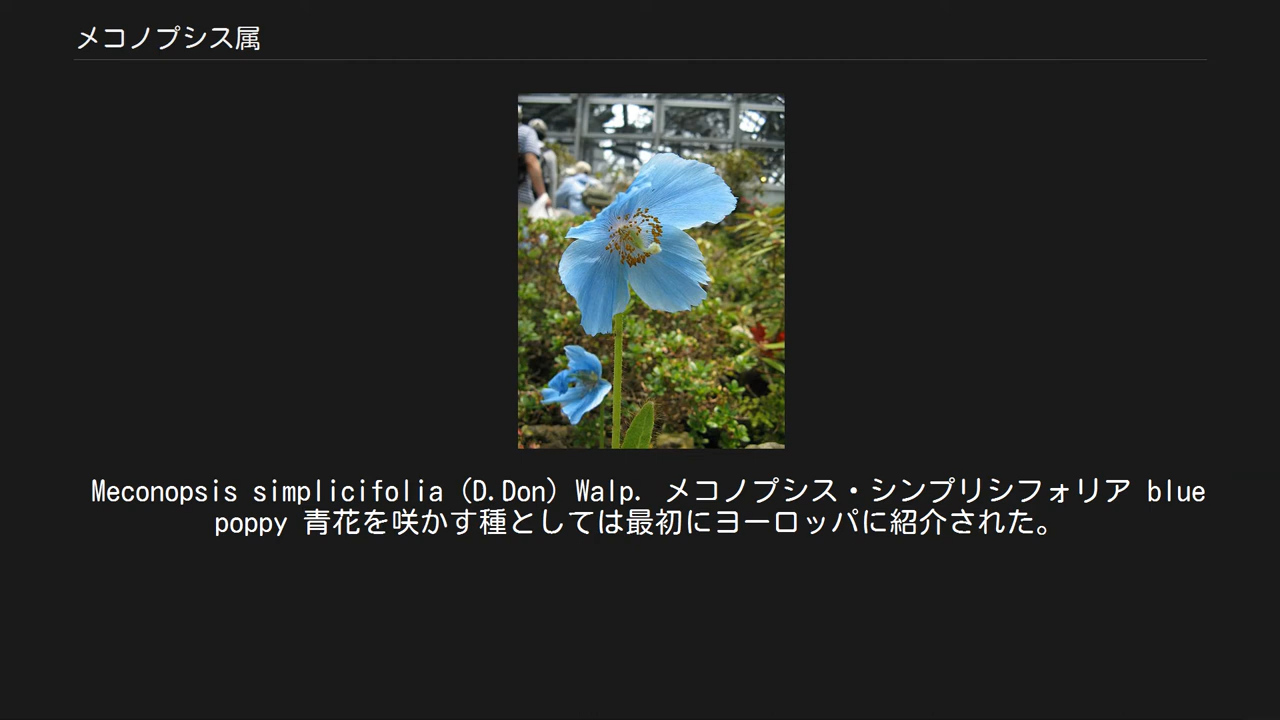 メコノプシス属
Meconopsis simplicifolia (D.Don) Walp. メコノプシス・シンプリシフォリア blue
poppy 青花を咲かす種としては最初にヨーロッパに紹介された。